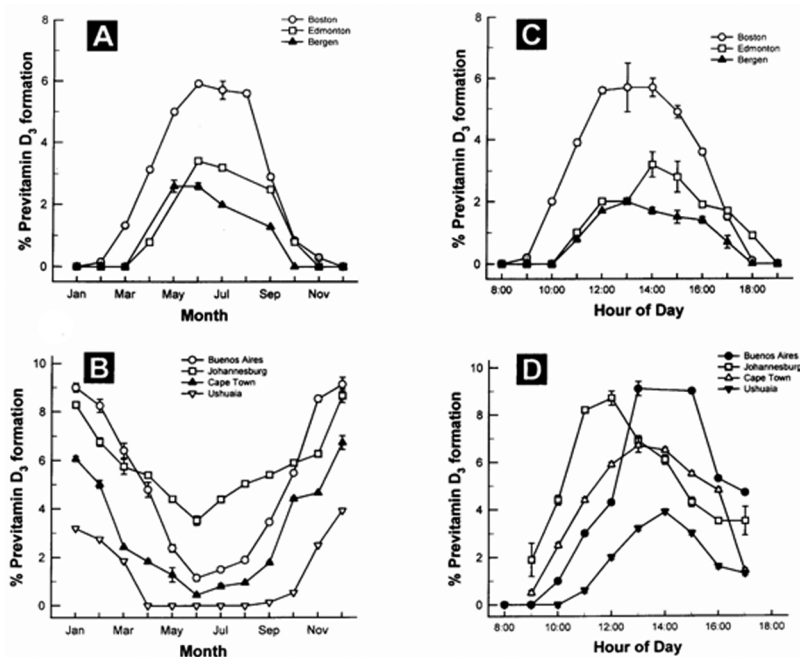 A
Boston
Edmonton
Bergen
% Previtamin D3 formation
8
6
4
2
0
Jan Mar May Jul Sep Nov
Month
C
Boston
Edmonton
Bergen
% Previtamin D3 formation
8
6
4
2
0
8:00 10:00 12:00 14:00 16:00 18:00
Hour of Day
B
Buenos Aires
Johannesburg
Cape Town
Ushuaia
% Previtamin D3 formation
10
8
6
4
2
0
Jan Mar May Jul Sep Nov
Month
D
Buenos Aires
Johannesburg
Cape Town
Ushuaia
% Previtamin D3 formation
10
8
6
4
2
0
8:00 10:00 12:00 14:00 16:00 18:00
Hour of Day